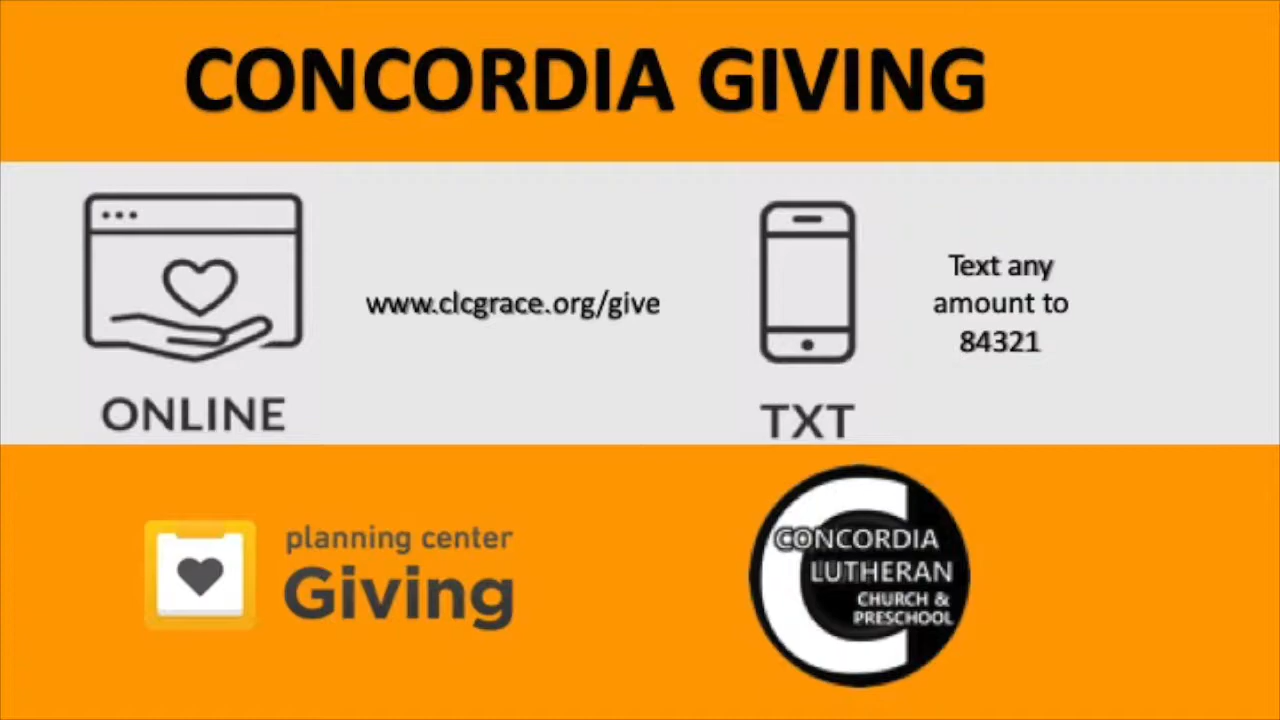 CONCORDIA GIVING
www.clcgrace.org/give
Text any
amount to
84321
ONLINE
TXT
planning center
Giving
CONCORDIA
LUTHERAN
CHURCH &
PRESCHOOL